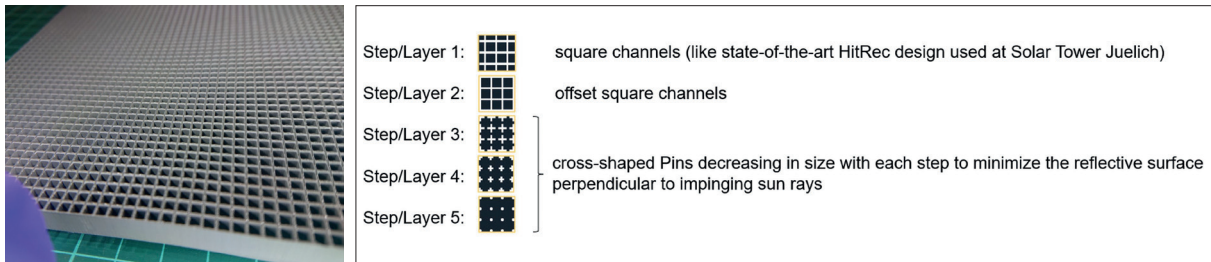 Step/Layer 1: square channels (like state-of-the-art HitRec design used at Solar Tower Juelich)
Step/Layer 2: offset square channels
Step/Layer 3:
cross-shaped Pins decreasing in size with each step to minimize the reflective surface
Step/Layer 4:
perpendicular to impinging sun rays
Step/Layer 5: